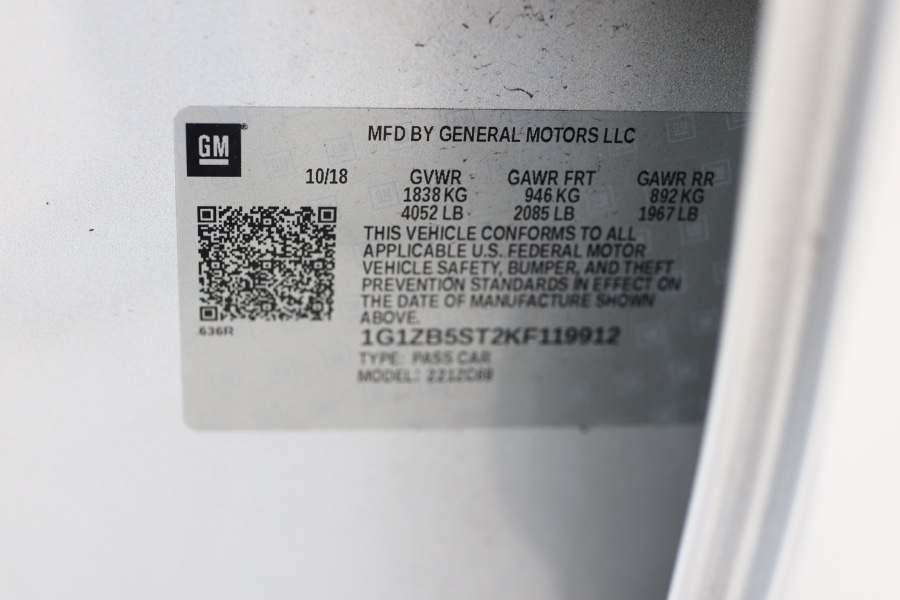 GM
MFD BY GENERAL MOTORS LLC
10/18 GVWR GAWR FRT GAWR RR
1838 KG 946 KG 892 KG
4052 LB 2085 LB 1967 LB
THIS VEHICLE CONFORMS TO ALL
APPLICABLE U.S. FEDERAL MOTOR
VEHICLE SAFETY, BUMPER, AND THEFT
PREVENTION STANDARDS IN EFFECT ON
THE DATE OF MANUFACTURE SHOWN
ABOVE.
636R
1G1ZB5ST2KF119912
TYPE: PASS CAR
MODEL: